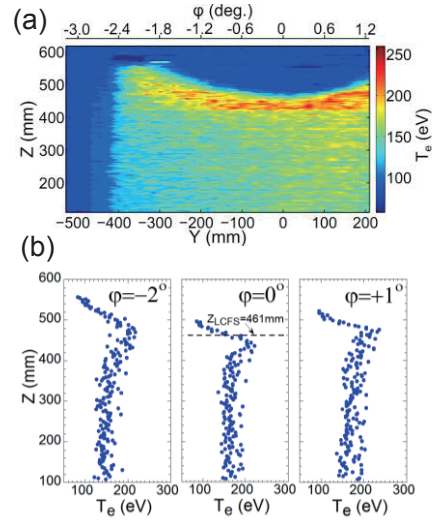 (a)
φ (deg.)
−3.0 −2.4 −1.8 −1.2 −0.6 0.0 0.6 1.2
600
500
400
300
200
Z (mm)
−500 −400 −300 −200 −100 0 100 200
Y (mm)
250
200
150
100
Te (eV)
(b)
600
500
400
300
200
100
Z (mm)
φ=−2° φ=0° φ=+1°
ZLCFS=461mm
100 200 300 100 200 300 100 200 300
Te (eV) Te (eV) Te (eV)